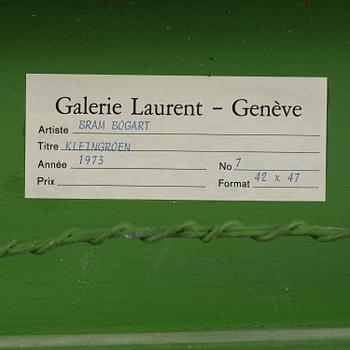 Galerie Laurent – Genève
Artiste BRAM BOGART
Titre KLEINGROEN
Année 1973 No 7
Prix Format 42 x 47